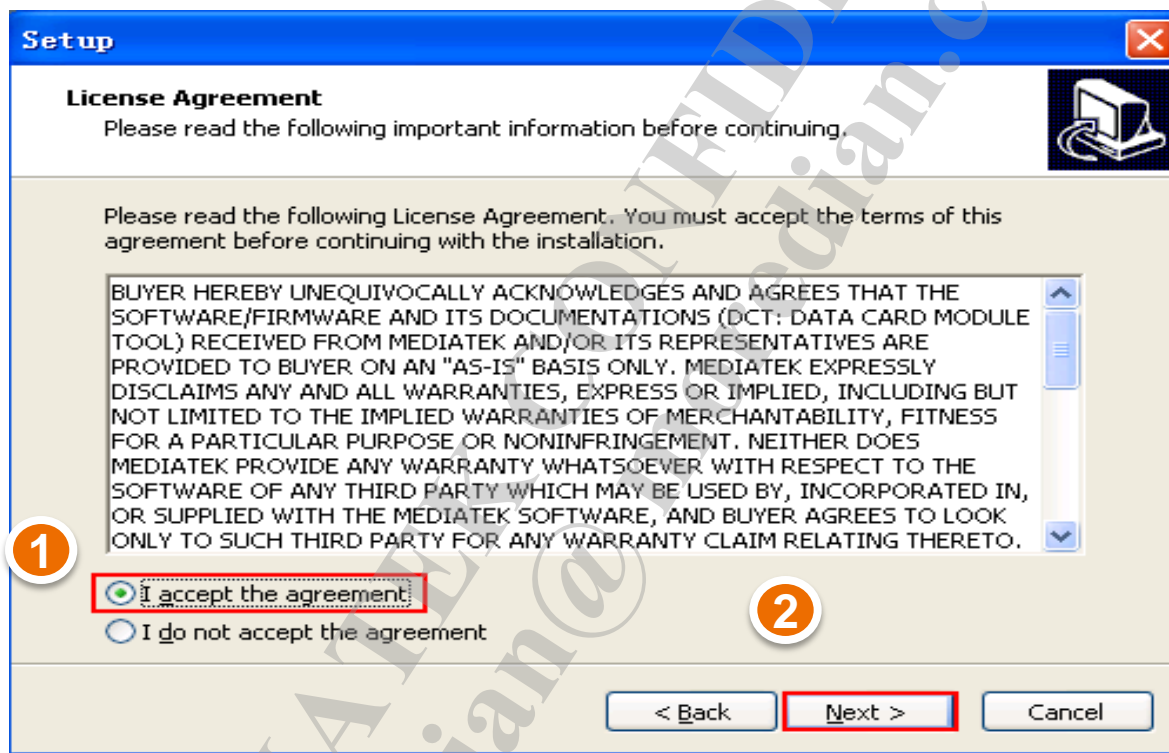 Setup
License Agreement
Please read the following important information before continuing.
Please read the following License Agreement. You must accept the terms of this
agreement before continuing with the installation.
BUYER HEREBY UNEQUIVOCALLY ACKNOWLEDGES AND AGREES THAT THE
SOFTWARE/FIRMWARE AND ITS DOCUMENTATIONS (DCT: DATA CARD MODULE
TOOL) RECEIVED FROM MEDIATEK AND/OR ITS REPRESENTATIVES ARE
PROVIDED TO BUYER ON AN "AS-IS" BASIS ONLY. MEDIATEK EXPRESSLY
DISCLAIMS ANY AND ALL WARRANTIES, EXPRESS OR IMPLIED, INCLUDING BUT
NOT LIMITED TO THE IMPLIED WARRANTIES OF MERCHANTABILITY, FITNESS
FOR A PARTICULAR PURPOSE OR NONINFRINGEMENT. NEITHER DOES
MEDIATEK PROVIDE ANY WARRANTY WHATSOEVER WITH RESPECT TO THE
SOFTWARE OF ANY THIRD PARTY WHICH MAY BE USED BY, INCORPORATED IN,
OR SUPPLIED WITH THE MEDIATEK SOFTWARE, AND BUYER AGREES TO LOOK
ONLY TO SUCH THIRD PARTY FOR ANY WARRANTY CLAIM RELATING THERETO.
1
I accept the agreement
I do not accept the agreement
2
< Back
Next >
Cancel